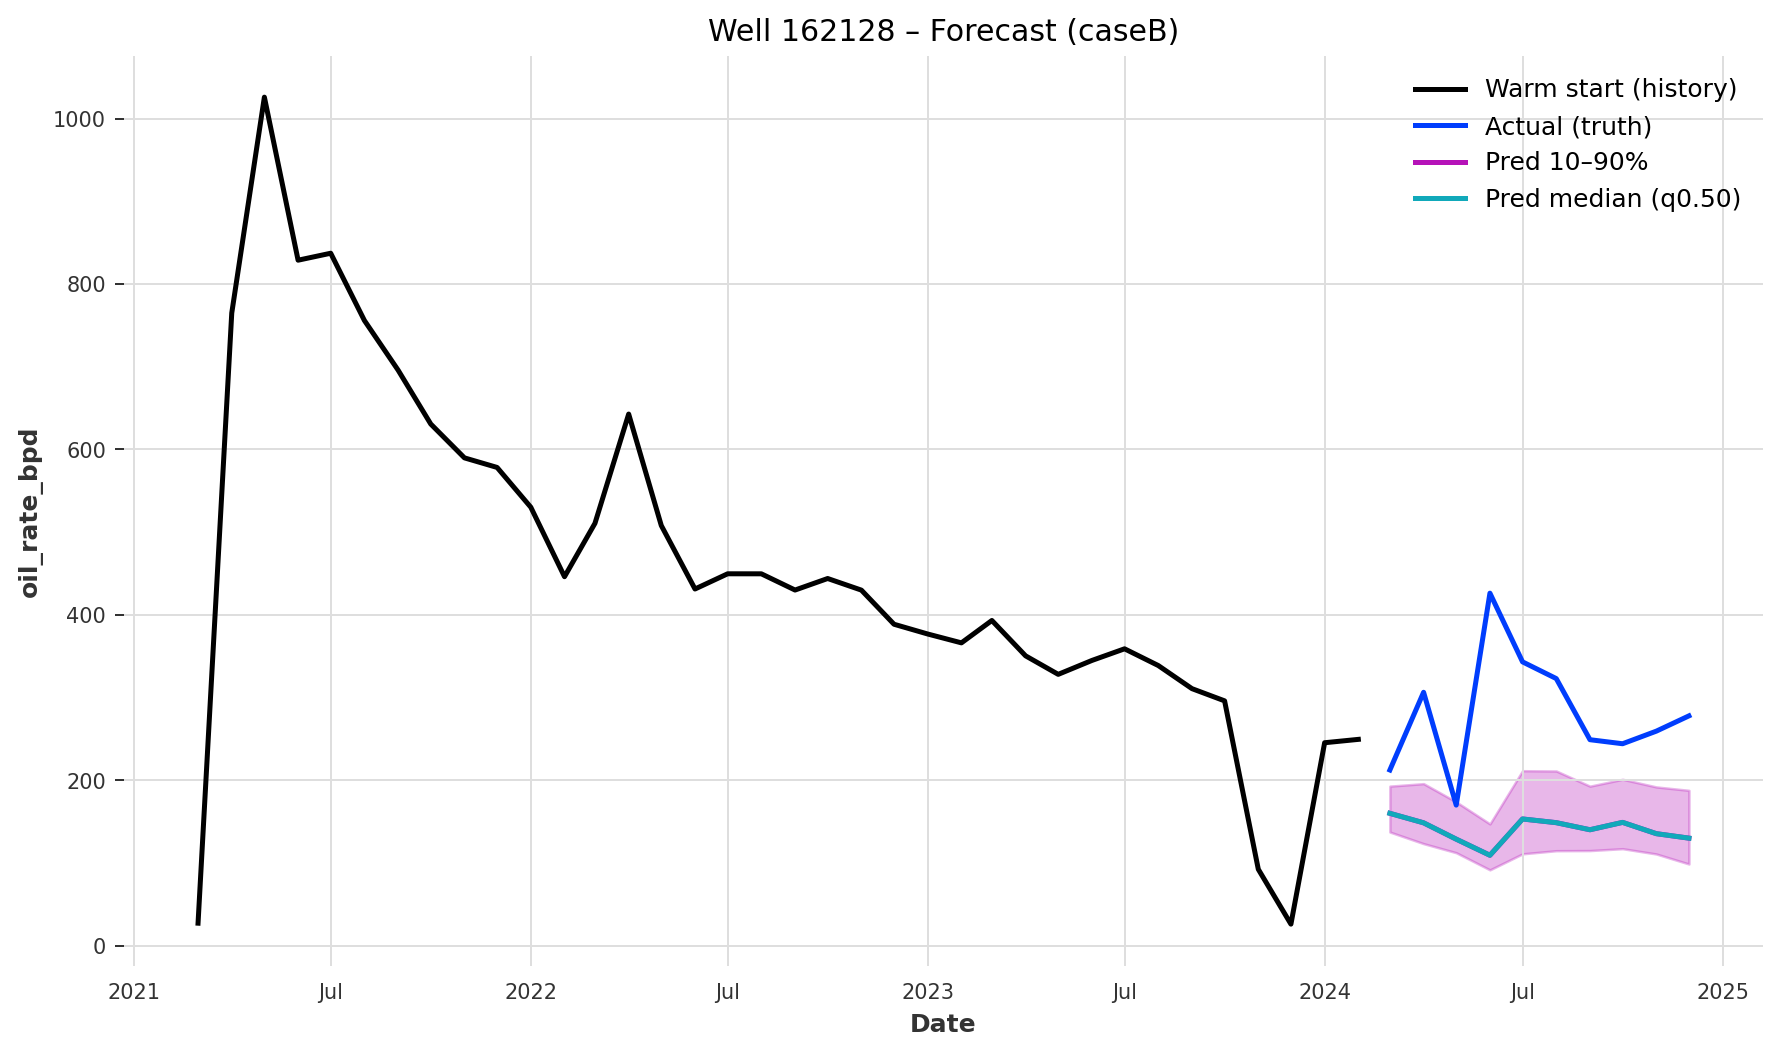 Well 162128 – Forecast (caseB)
Warm start (history)
Actual (truth)
Pred 10–90%
Pred median (q0.50)
oil_rate_bpd
1000
800
600
400
200
0
2021 Jul 2022 Jul 2023 Jul 2024 Jul 2025
Date